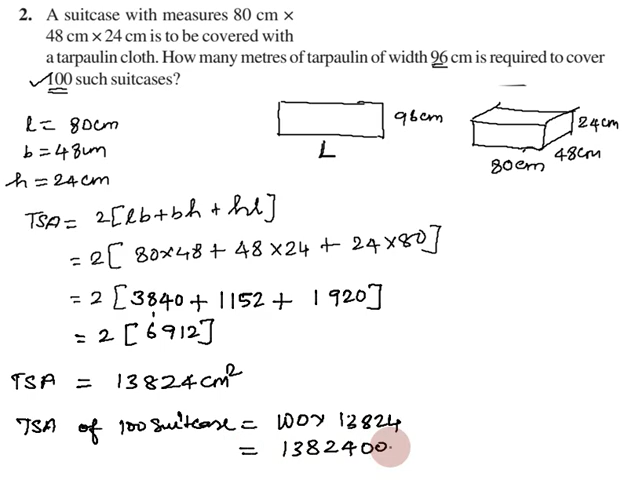 2. A suitcase with measures 80 cm ×
48 cm × 24 cm is to be covered with
a tarpaulin cloth. How many metres of tarpaulin of width 96 cm is required to cover
100 such suitcases?
l = 80cm
b = 48cm
h = 24cm
96cm
L
24cm
48cm
80cm
TSA = 2[lb+bh + hl]
= 2[ 80×48 + 48 ×24 + 24×80]
= 2 [3840 + 1152 + 1920]
= 2 [6912]
TSA = 13824 cm²
TSA of 100 suitcase = 100 × 13824
= 1382400